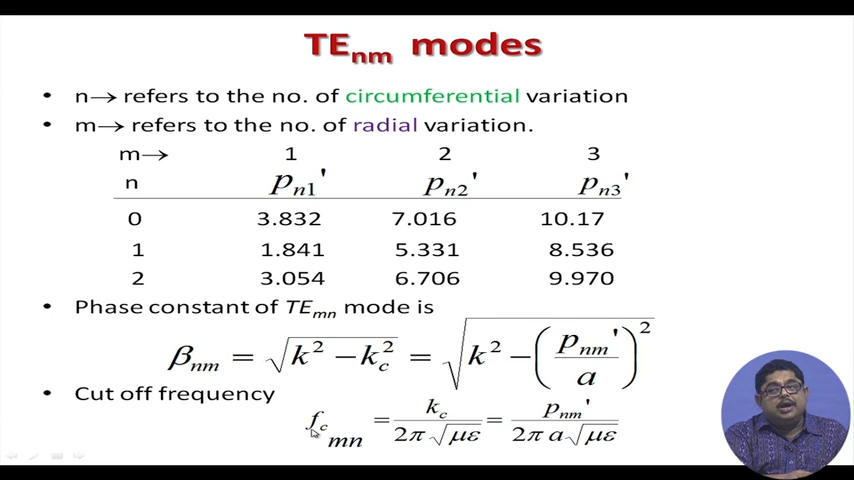 TEnm modes
• n→ refers to the no. of circumferential variation
• m→ refers to the no. of radial variation.
m→ 1 2 3
n pn1' pn2' pn3'
0 3.832 7.016 10.17
1 1.841 5.331 8.536
2 3.054 6.706 9.970
• Phase constant of TEmn mode is
βnm = √(k² − kc²) = √(k² − (pnm'/a)²)
• Cut off frequency
fc mn = kc / 2π√με = pnm' / 2π a√με